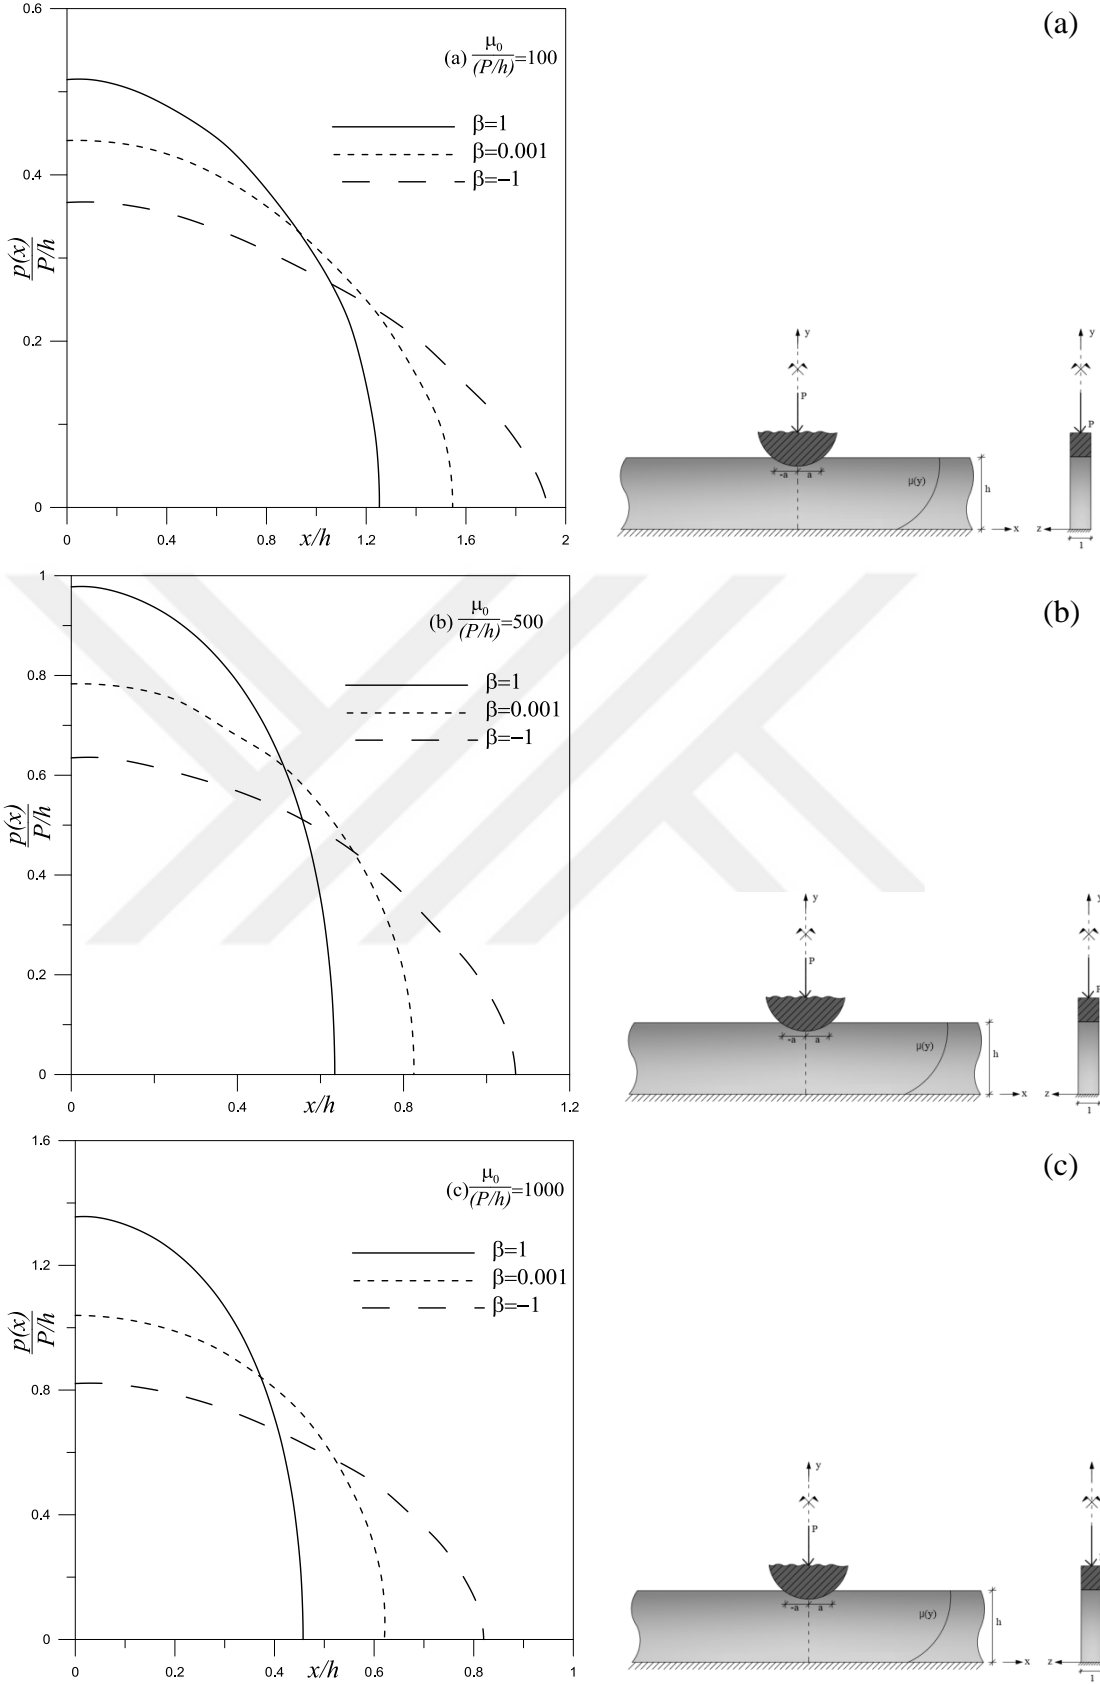 (a)
0.6
(a) μ₀/(P/h)=100
β=1
β=0.001
β=−1
0.4
p(x)/P/h
0.2
0
0 0.4 0.8 1.2 1.6 2
x/h
y
P
-a a
μ(y)
h
x
y
P
z
1
(b)
1
(b) μ₀/(P/h)=500
β=1
β=0.001
β=−1
0.8
0.6
p(x)/P/h
0.4
0.2
0
0 0.4 0.8 1.2
x/h
y
P
-a a
μ(y)
h
x
y
P
z
1
(c)
1.6
(c) μ₀/(P/h)=1000
β=1
β=0.001
β=−1
1.2
p(x)/P/h
0.8
0.4
0
0 0.2 0.4 0.6 0.8 1
x/h
y
P
-a a
μ(y)
h
x
z
1